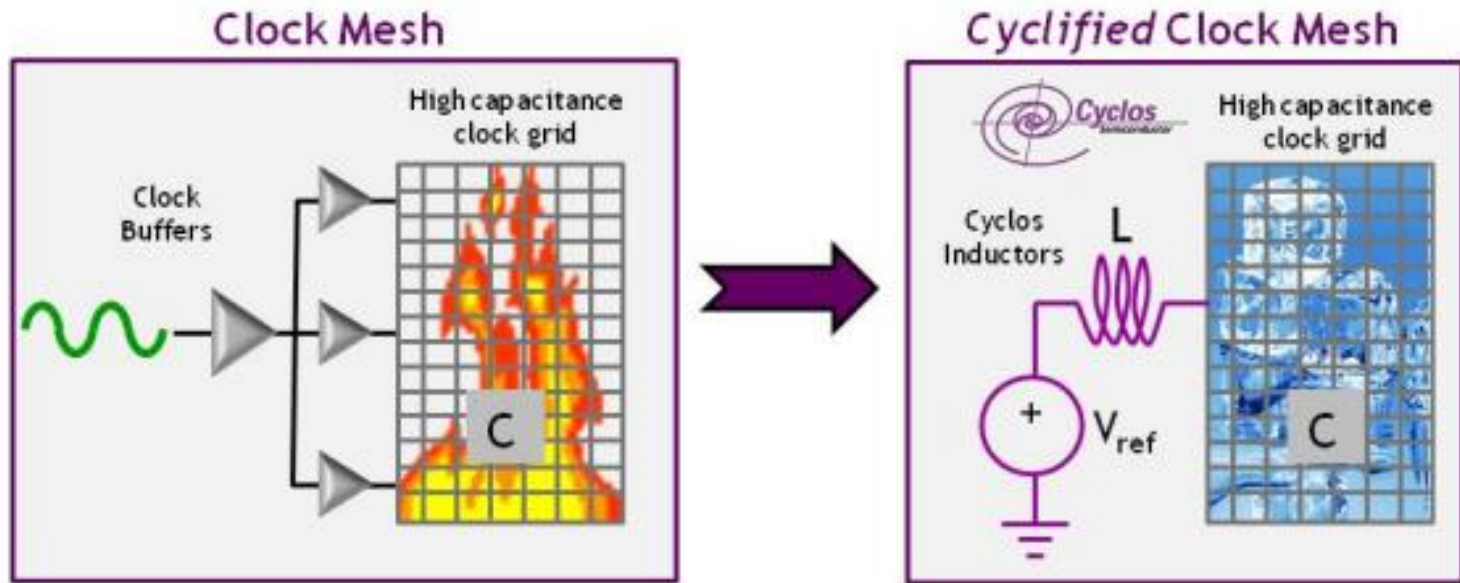 Clock Mesh
High capacitance
clock grid
Clock
Buffers
C
Cyclified Clock Mesh
Cyclos
Semiconductor
High capacitance
clock grid
Cyclos
Inductors
L
+
Vref
C